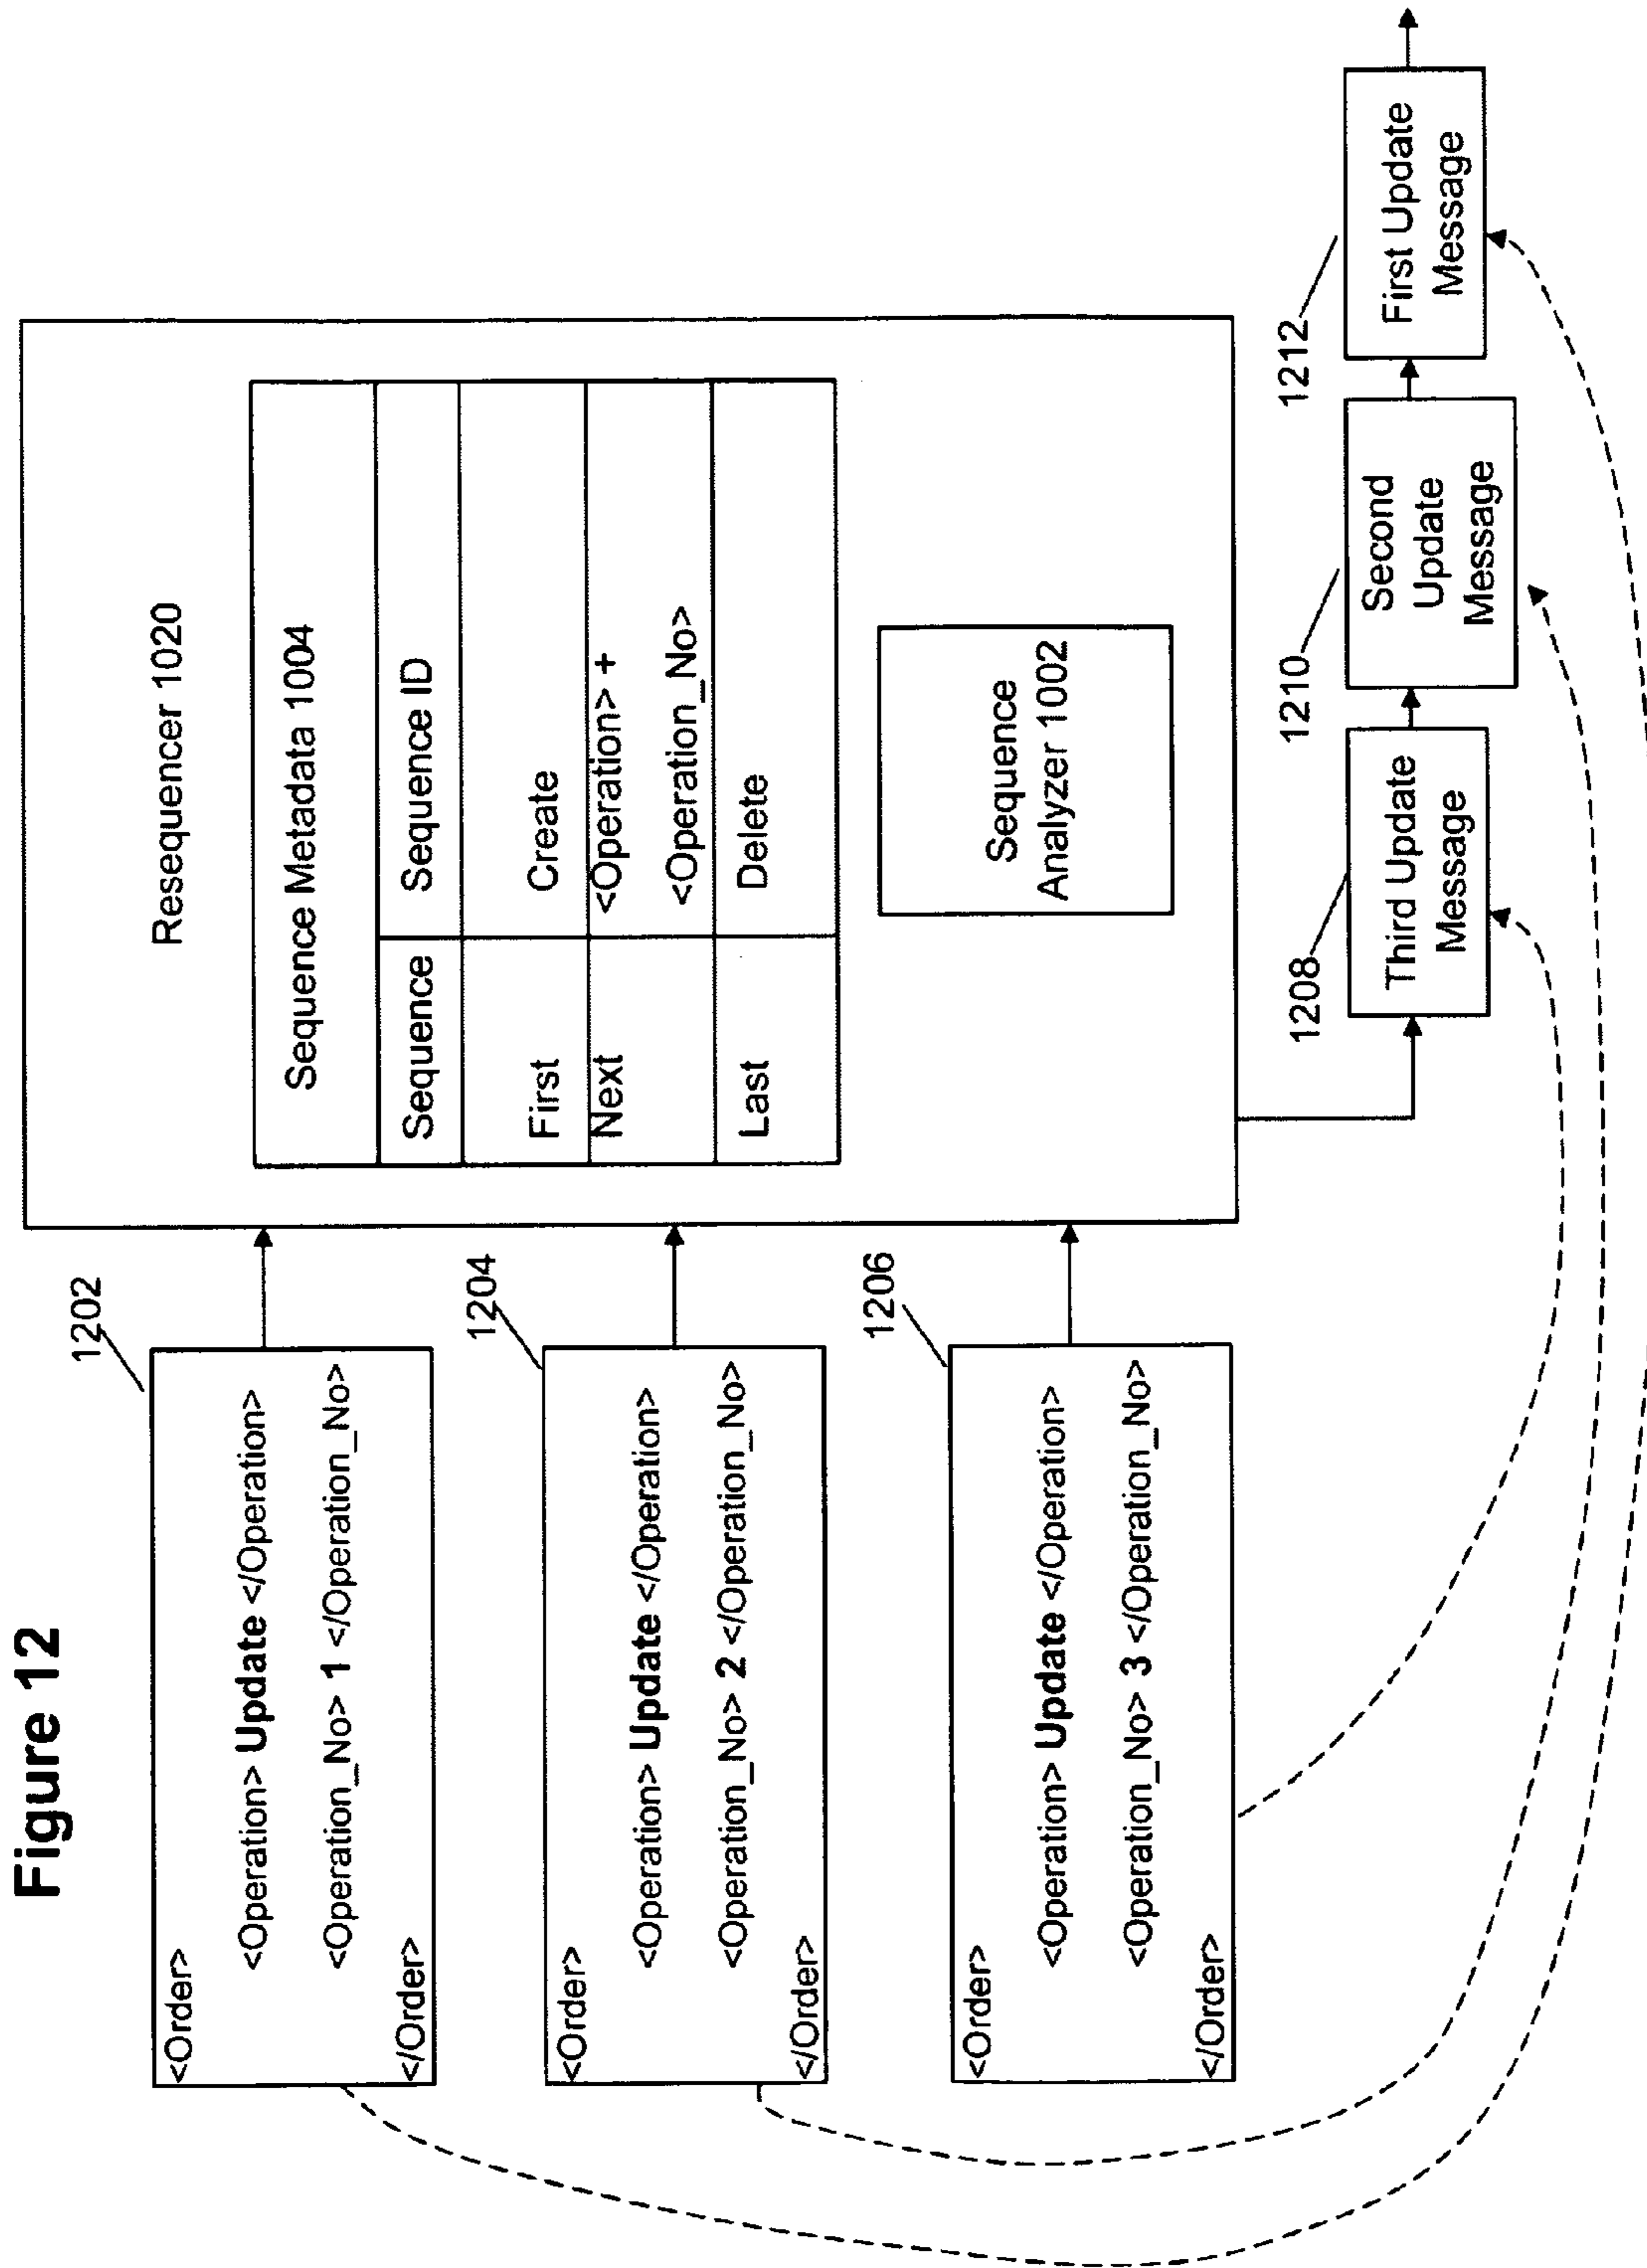 Figure 12
1202
<Order>
<Operation> Update </Operation>
<Operation_No> 1 </Operation_No>
</Order>
1204
<Order>
<Operation> Update </Operation>
<Operation_No> 2 </Operation_No>
</Order>
1206
<Order>
<Operation> Update </Operation>
<Operation_No> 3 </Operation_No>
</Order>
Resequencer 1020
Sequence Metadata 1004
Sequence Sequence ID
First Create
Next <Operation> +
<Operation_No>
Last Delete
Sequence
Analyzer 1002
1208
Third Update
Message
1210
Second
Update
Message
1212
First Update
Message